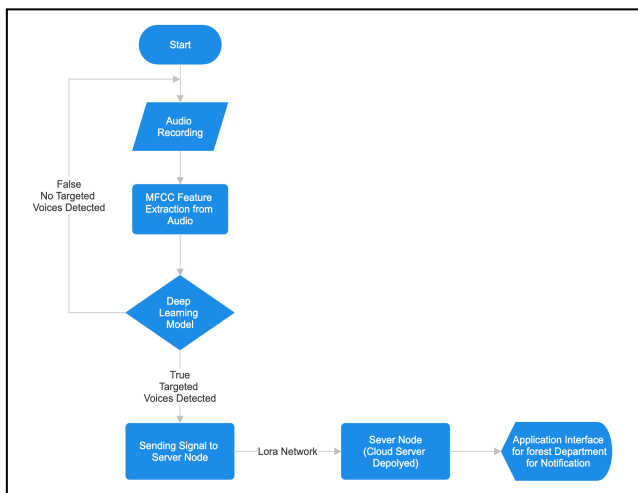 Start
Audio
Recording
False
No Targeted
Voices Detected
MFCC Feature
Extraction from
Audio
Deep
Learning
Model
True
Targeted
Voices Detected
Sending Signal to
Server Node
Lora Network
Sever Node
(Cloud Server
Depolyed)
Application Interface
for forest Department
for Notification